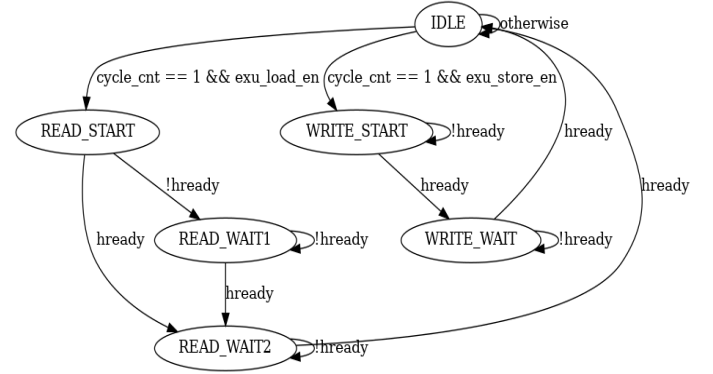 IDLE
otherwise
cycle_cnt == 1 && exu_load_en
cycle_cnt == 1 && exu_store_en
READ_START
WRITE_START
!hready
hready
hready
!hready
hready
hready
READ_WAIT1
!hready
WRITE_WAIT
!hready
hready
hready
READ_WAIT2
!hready